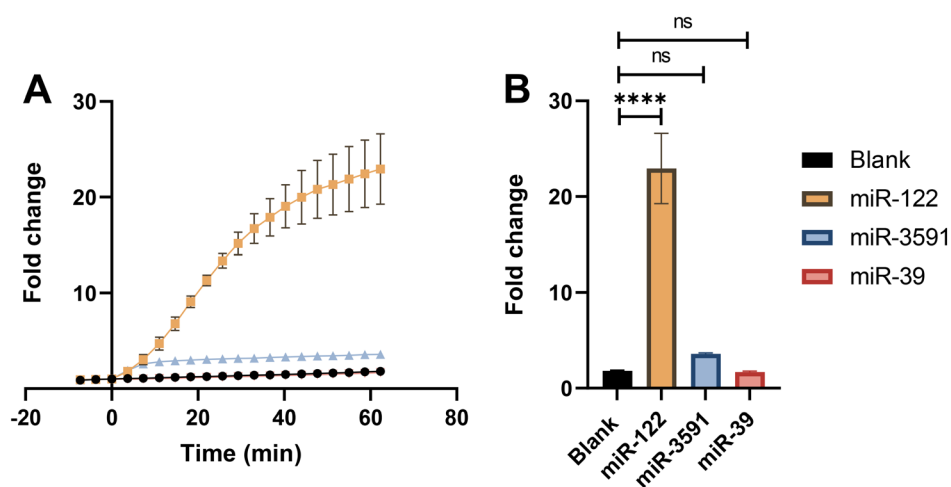 A
Fold change
30
20
10
-20
0
20
40
60
80
Time (min)
B
ns
ns
****
Fold change
30
20
10
0
Blank
miR-122
miR-3591
miR-39
Blank
miR-122
miR-3591
miR-39